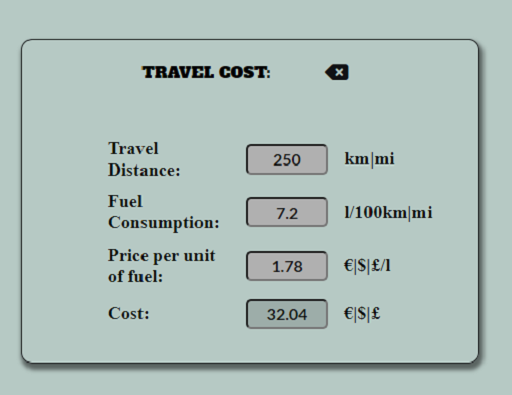 TRAVEL COST:
Travel
Distance:
250 km|mi
Fuel
Consumption:
7.2 l/100km|mi
Price per unit
of fuel:
1.78 €|$|£/l
Cost: 32.04 €|$|£